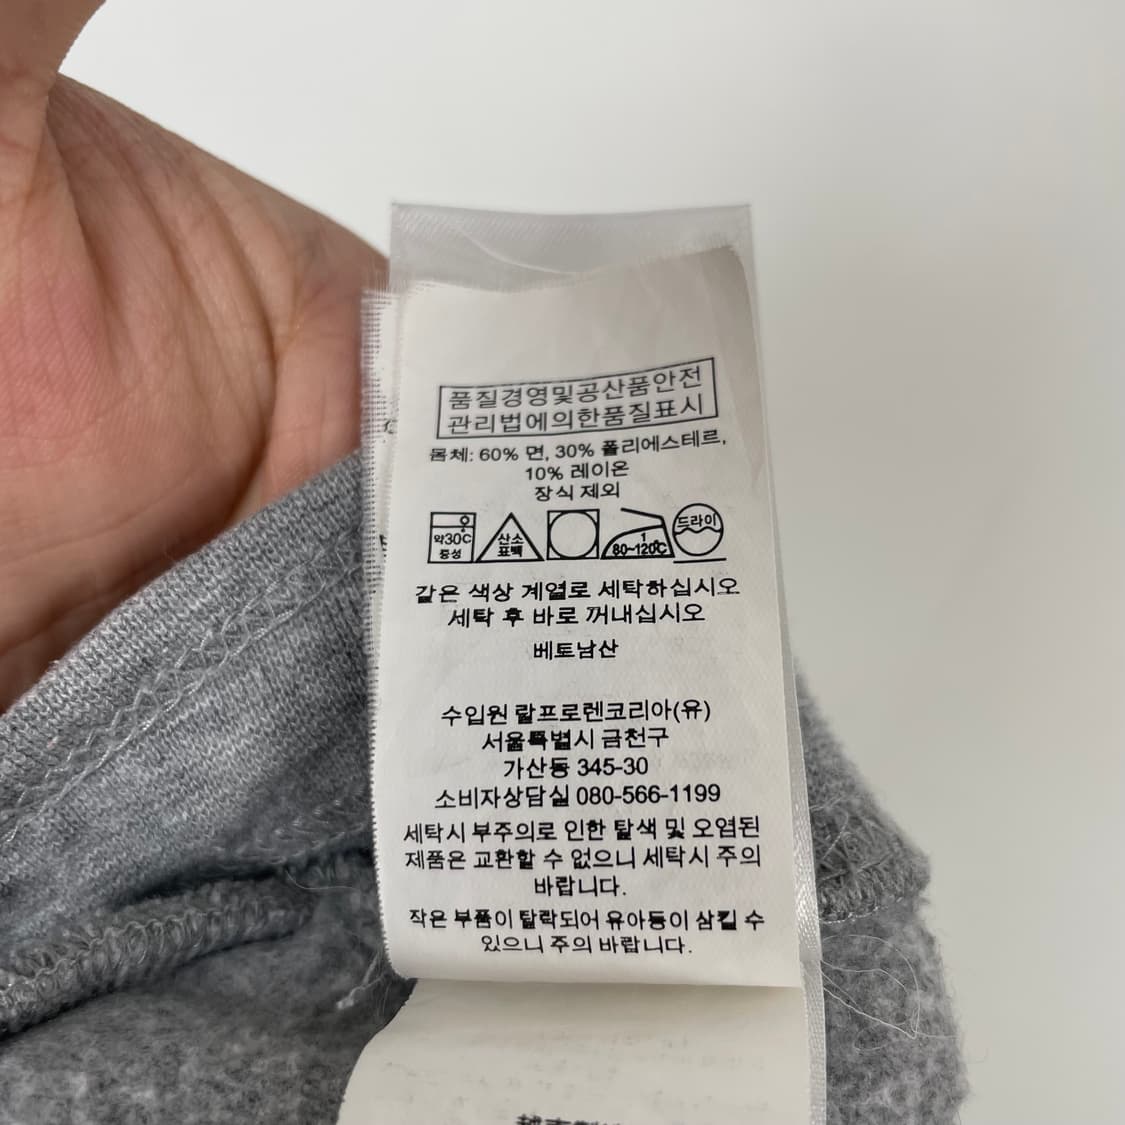 품질경영및공산품안전
관리법에의한품질표시
몸체: 60% 면, 30% 폴리에스테르,
10% 레이온
장식 제외
약30℃
중성
산소
표백
1
80~120℃
드라이
같은 색상 계열로 세탁하십시오
세탁 후 바로 꺼내십시오
베토남산
수입원 랄프로렌코리아(유)
서울특별시 금천구
가산동 345-30
소비자상담실 080-566-1199
세탁시 부주의로 인한 탈색 및 오염된
제품은 교환할 수 없으니 세탁시 주의
바랍니다.
작은 부품이 탈락되어 유아등이 삼킬 수
있으니 주의 바랍니다.